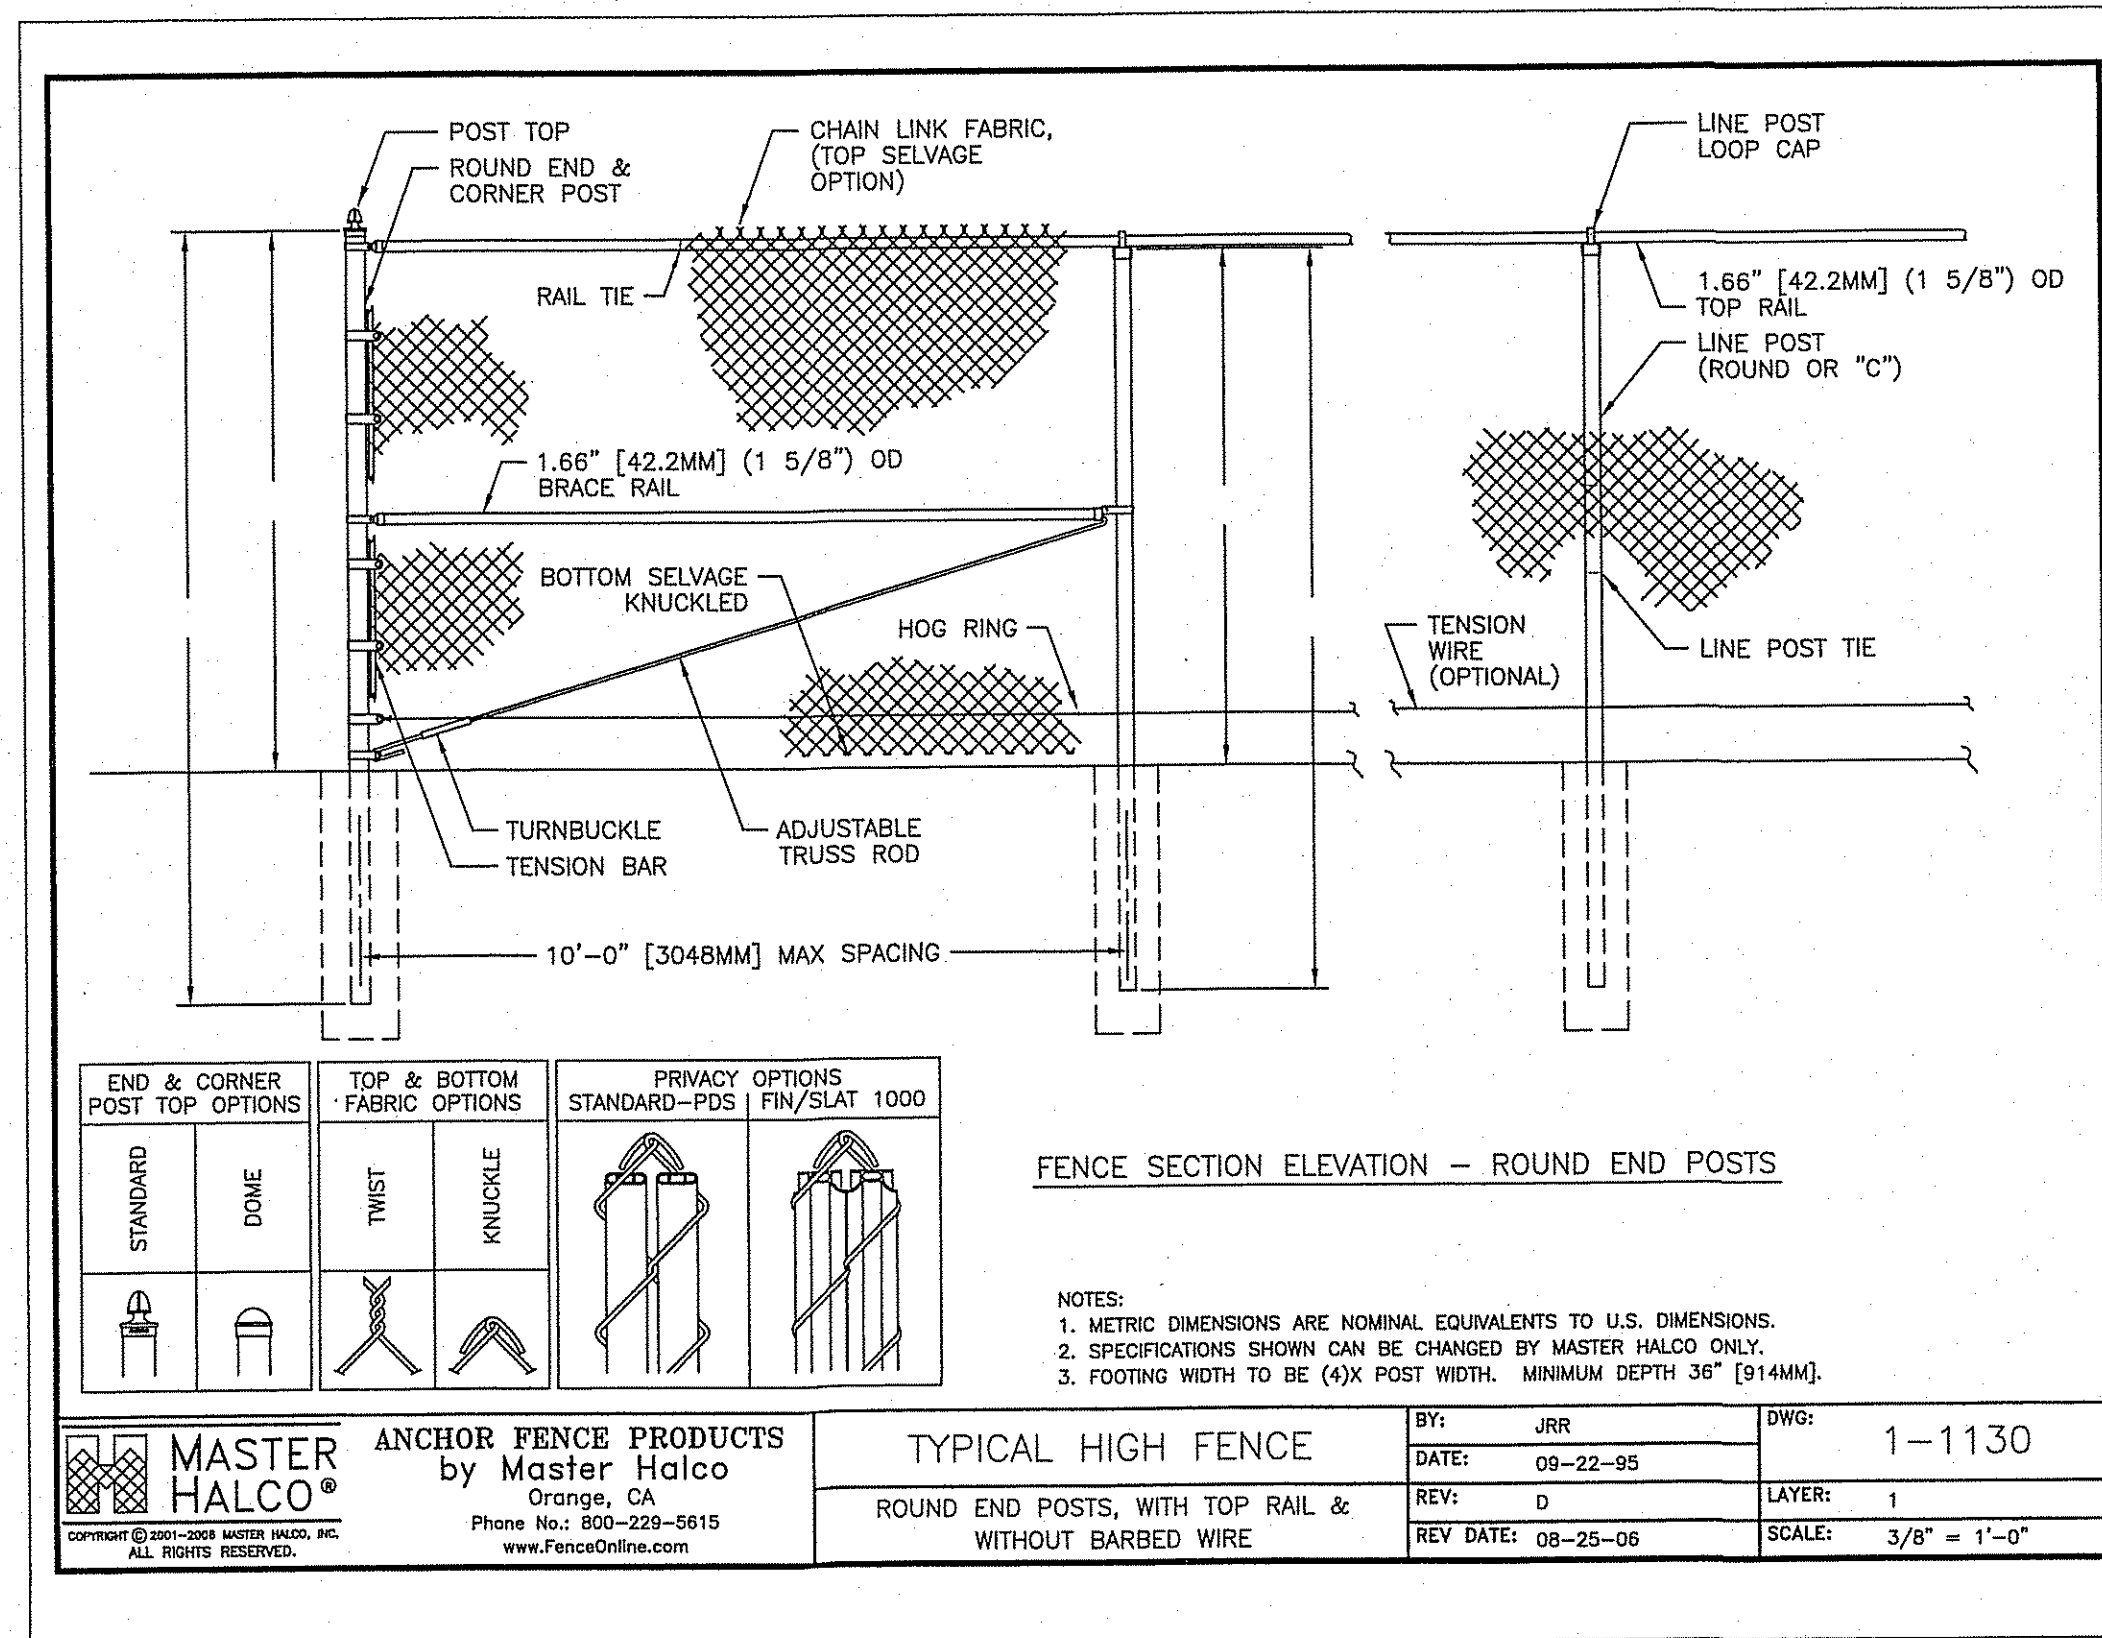 POST TOP
ROUND END &
CORNER POST
CHAIN LINK FABRIC,
(TOP SELVAGE
OPTION)
LINE POST
LOOP CAP
RAIL TIE
1.66" [42.2MM] (1 5/8") OD
TOP RAIL
LINE POST
(ROUND OR "C")
1.66" [42.2MM] (1 5/8") OD
BRACE RAIL
BOTTOM SELVAGE
KNUCKLED
HOG RING
TENSION
WIRE
(OPTIONAL)
LINE POST TIE
TURNBUCKLE
TENSION BAR
ADJUSTABLE
TRUSS ROD
10'-0" [3048MM] MAX SPACING
END & CORNER
POST TOP OPTIONS
STANDARD
DOME
TOP & BOTTOM
FABRIC OPTIONS
TWIST
KNUCKLE
PRIVACY OPTIONS
STANDARD-PDS
FIN/SLAT 1000
FENCE SECTION ELEVATION - ROUND END POSTS
NOTES:
1. METRIC DIMENSIONS ARE NOMINAL EQUIVALENTS TO U.S. DIMENSIONS.
2. SPECIFICATIONS SHOWN CAN BE CHANGED BY MASTER HALCO ONLY.
3. FOOTING WIDTH TO BE (4)X POST WIDTH. MINIMUM DEPTH 36" [914MM].
MASTER
HALCO®
COPYRIGHT © 2001-2008 MASTER HALCO, INC.
ALL RIGHTS RESERVED.
ANCHOR FENCE PRODUCTS
by Master Halco
Orange, CA
Phone No.: 800-229-5615
www.FenceOnline.com
TYPICAL HIGH FENCE
ROUND END POSTS, WITH TOP RAIL &
WITHOUT BARBED WIRE
BY: JRR
DATE: 09-22-95
REV: D
REV DATE: 08-25-06
DWG: 1-1130
LAYER: 1
SCALE: 3/8" = 1'-0"